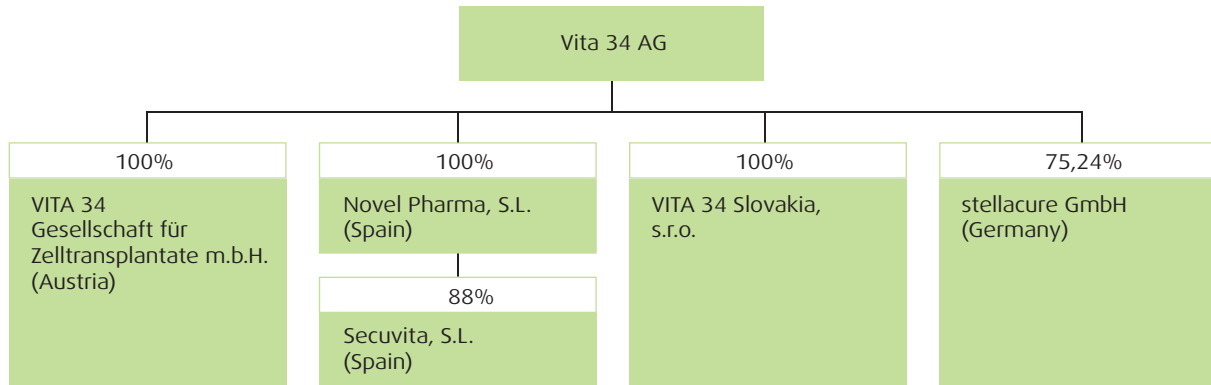 Vita 34 AG
100%
VITA 34
Gesellschaft für
Zelltransplantate m.b.H.
(Austria)
100%
Novel Pharma, S.L.
(Spain)
88%
Secuvita, S.L.
(Spain)
100%
VITA 34 Slovakia,
s.r.o.
75,24%
stellacure GmbH
(Germany)